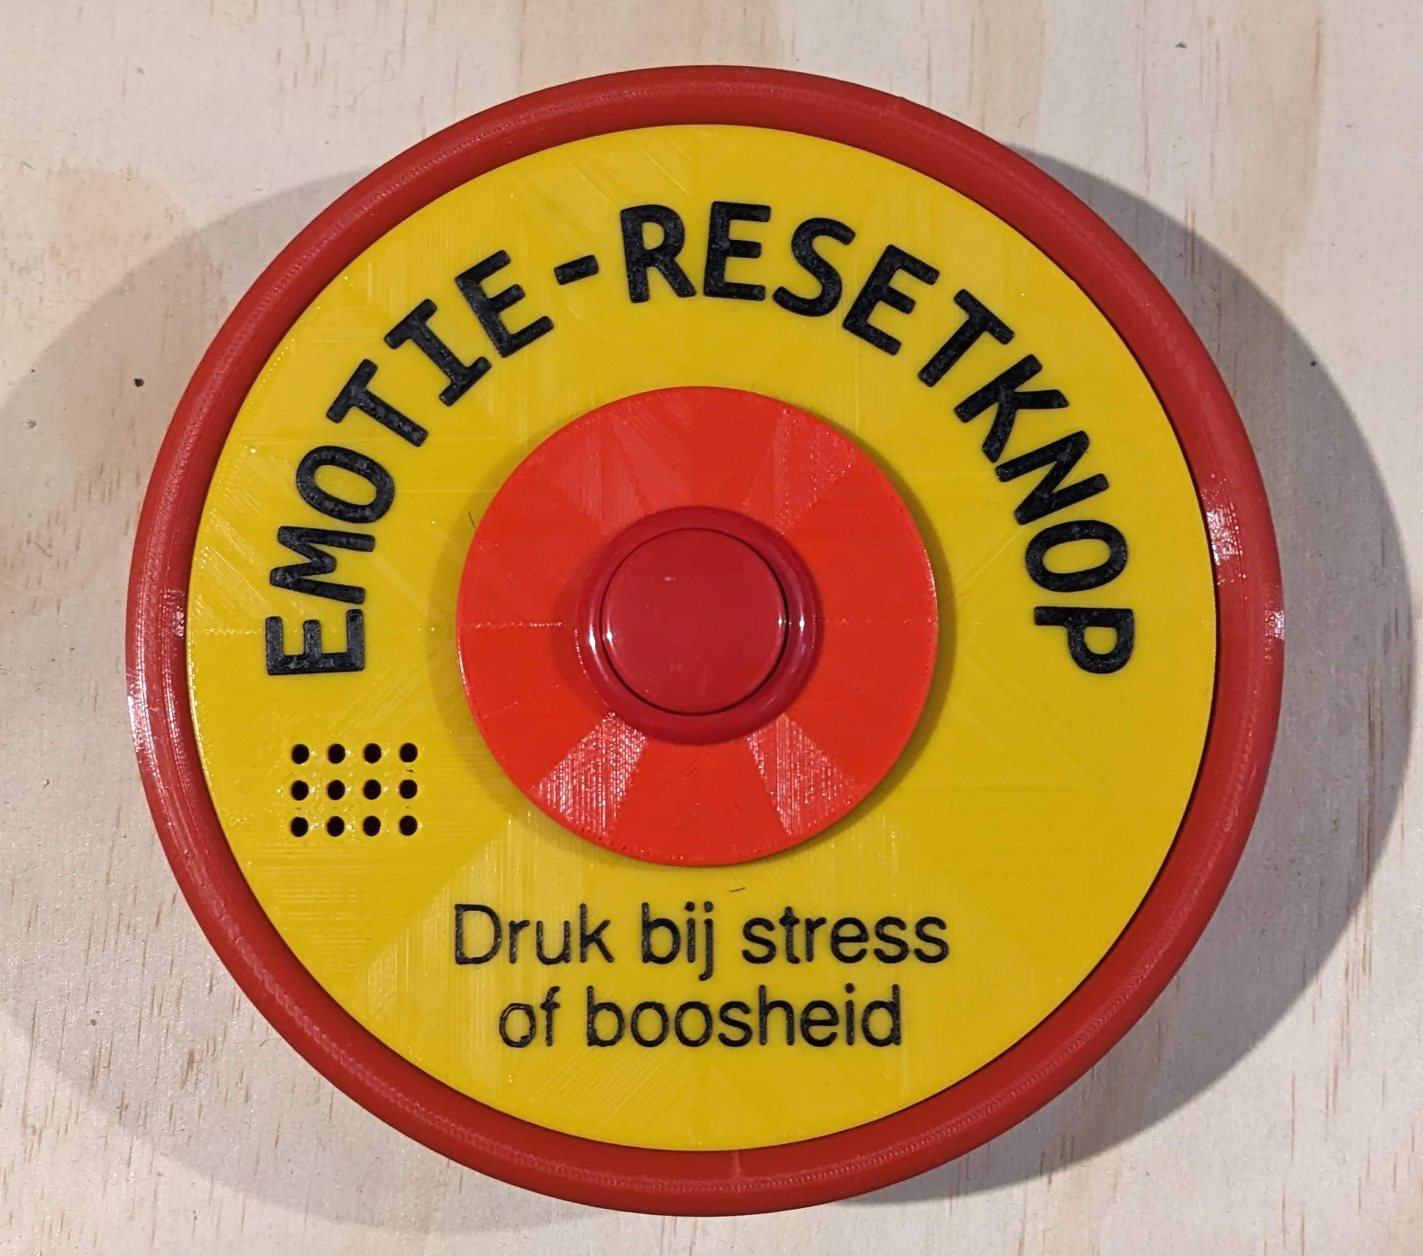 EMOTIE-RESETKNOP
Druk bij stress
of boosheid